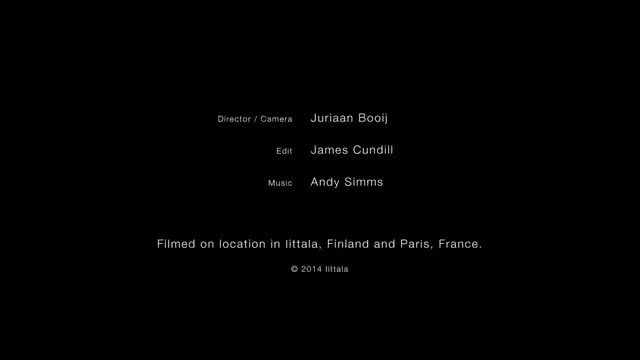 Director / Camera Juriaan Booij
Edit James Cundill
Music Andy Simms
Filmed on location in Iittala, Finland and Paris, France.
© 2014 Iittala